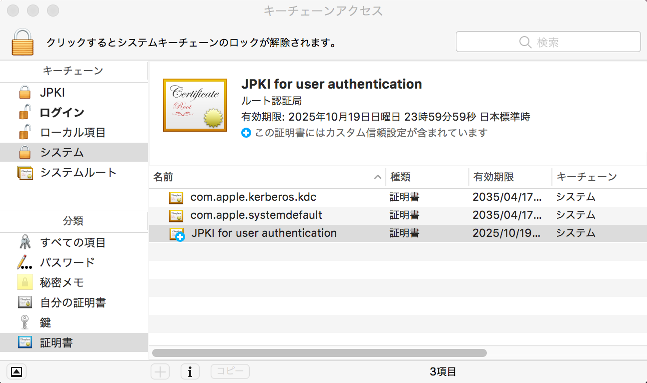 キーチェーンアクセス
クリックするとシステムキーチェーンのロックが解除されます。
検索
キーチェーン
JPKI
ログイン
ローカル項目
システム
システムルート
分類
すべての項目
パスワード
秘密メモ
自分の証明書
鍵
証明書
Certificate
Root
JPKI for user authentication
ルート認証局
有効期限: 2025年10月19日日曜日 23時59分59秒 日本標準時
この証明書にはカスタム信頼設定が含まれています
名前 種類 有効期限 キーチェーン
com.apple.kerberos.kdc 証明書 2035/04/17... システム
com.apple.systemdefault 証明書 2035/04/17... システム
JPKI for user authentication 証明書 2025/10/19... システム
コピー
3項目